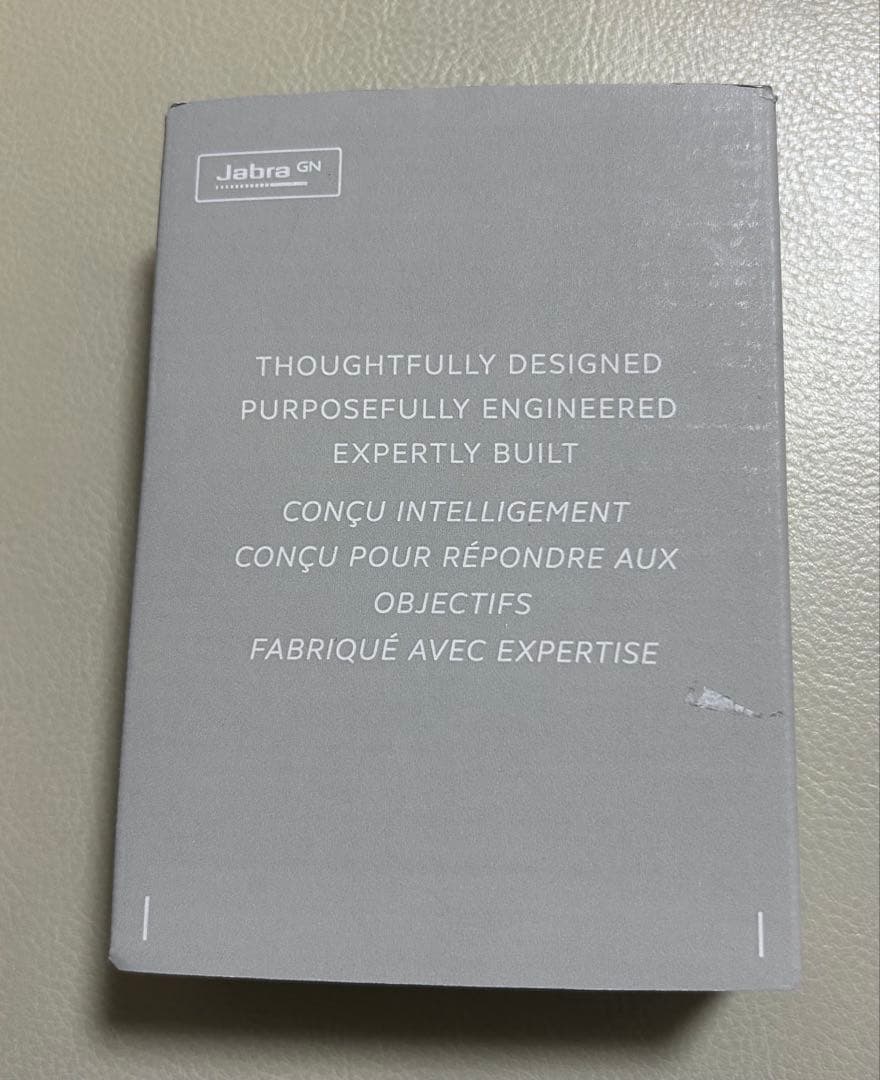 Jabra GN
THOUGHTFULLY DESIGNED
PURPOSEFULLY ENGINEERED
EXPERTLY BUILT
CONÇU INTELLIGEMENT
CONÇU POUR RÉPONDRE AUX
OBJECTIFS
FABRIQUÉ AVEC EXPERTISE